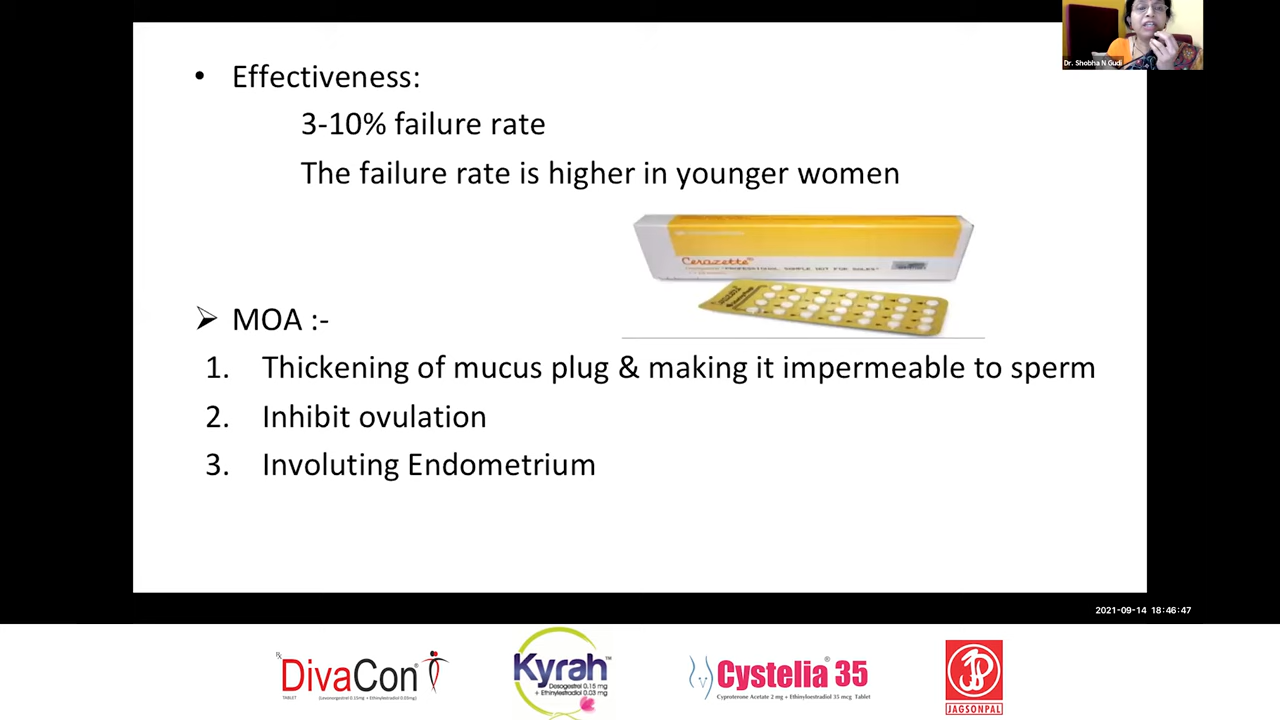 Dr. Shobha N Gudi
• Effectiveness:
3-10% failure rate
The failure rate is higher in younger women
Cerazette
➢ MOA :-
1. Thickening of mucus plug & making it impermeable to sperm
2. Inhibit ovulation
3. Involuting Endometrium
2021-09-14 18:46:47
DivaCon®
TABLET
Kyrah™
Desogestrel 0.15 mg
+ Ethinylestradiol 0.03 mg
Cystelia® 35
Cyproterone Acetate 2 mg + Ethinyloestradiol 35 mcg Tablet
JAGSONPAL